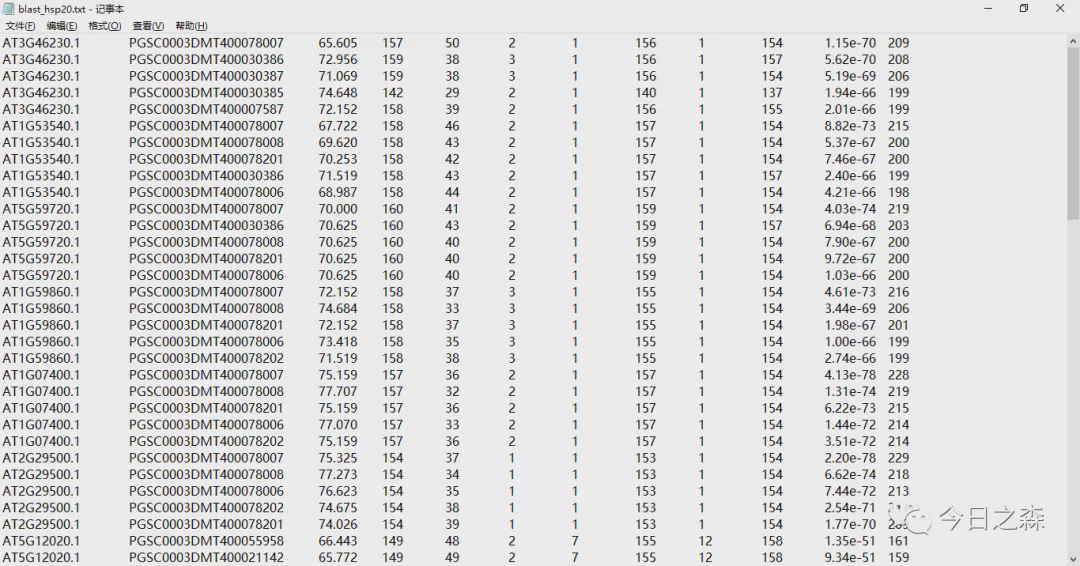 blast_hsp20.txt - 记事本
文件(F) 编辑(E) 格式(O) 查看(V) 帮助(H)
AT3G46230.1 PGSC0003DMT400078007 65.605 157 50 2 1 156 1 154 1.15e-70 209
AT3G46230.1 PGSC0003DMT400030386 72.956 159 38 3 1 156 1 157 5.62e-70 208
AT3G46230.1 PGSC0003DMT400030387 71.069 159 38 3 1 156 1 154 5.19e-69 206
AT3G46230.1 PGSC0003DMT400030385 74.648 142 29 2 1 140 1 137 1.94e-66 199
AT3G46230.1 PGSC0003DMT400007587 72.152 158 39 2 1 156 1 155 2.01e-66 199
AT1G53540.1 PGSC0003DMT400078007 67.722 158 46 2 1 157 1 154 8.82e-73 215
AT1G53540.1 PGSC0003DMT400078008 69.620 158 43 2 1 157 1 154 5.37e-67 200
AT1G53540.1 PGSC0003DMT400078201 70.253 158 42 2 1 157 1 154 7.46e-67 200
AT1G53540.1 PGSC0003DMT400030386 71.519 158 43 2 1 157 1 157 2.40e-66 199
AT1G53540.1 PGSC0003DMT400078006 68.987 158 44 2 1 157 1 154 4.21e-66 198
AT5G59720.1 PGSC0003DMT400078007 70.000 160 41 2 1 159 1 154 4.03e-74 219
AT5G59720.1 PGSC0003DMT400030386 70.625 160 43 2 1 159 1 157 6.94e-68 203
AT5G59720.1 PGSC0003DMT400078008 70.625 160 40 2 1 159 1 154 7.90e-67 200
AT5G59720.1 PGSC0003DMT400078201 70.625 160 40 2 1 159 1 154 9.72e-67 200
AT5G59720.1 PGSC0003DMT400078006 70.625 160 40 2 1 159 1 154 1.03e-66 200
AT1G59860.1 PGSC0003DMT400078007 72.152 158 37 3 1 155 1 154 4.61e-73 216
AT1G59860.1 PGSC0003DMT400078008 74.684 158 33 3 1 155 1 154 3.44e-69 206
AT1G59860.1 PGSC0003DMT400078201 72.152 158 37 3 1 155 1 154 1.98e-67 201
AT1G59860.1 PGSC0003DMT400078006 73.418 158 35 3 1 155 1 154 1.00e-66 199
AT1G59860.1 PGSC0003DMT400078202 71.519 158 38 3 1 155 1 154 2.74e-66 199
AT1G07400.1 PGSC0003DMT400078007 75.159 157 36 2 1 157 1 154 4.13e-78 228
AT1G07400.1 PGSC0003DMT400078008 77.707 157 32 2 1 157 1 154 1.31e-74 219
AT1G07400.1 PGSC0003DMT400078201 75.159 157 36 2 1 157 1 154 6.22e-73 215
AT1G07400.1 PGSC0003DMT400078006 77.070 157 33 2 1 157 1 154 1.44e-72 214
AT1G07400.1 PGSC0003DMT400078202 75.159 157 36 2 1 157 1 154 3.51e-72 214
AT2G29500.1 PGSC0003DMT400078007 75.325 154 37 1 1 153 1 154 2.20e-78 229
AT2G29500.1 PGSC0003DMT400078008 77.273 154 34 1 1 153 1 154 6.62e-74 218
AT2G29500.1 PGSC0003DMT400078006 76.623 154 35 1 1 153 1 154 7.44e-72 213
AT2G29500.1 PGSC0003DMT400078201 74.675 154 38 1 1 153 1 154 2.54e-71
AT2G29500.1 PGSC0003DMT400078202 74.026 154 39 1 1 153 1 154 1.77e-70
AT5G12020.1 PGSC0003DMT400055958 66.443 149 48 2 7 155 12 158 1.35e-51 161
AT5G12020.1 PGSC0003DMT400021142 65.772 149 49 2 7 155 12 158 9.34e-51 159
今日之森